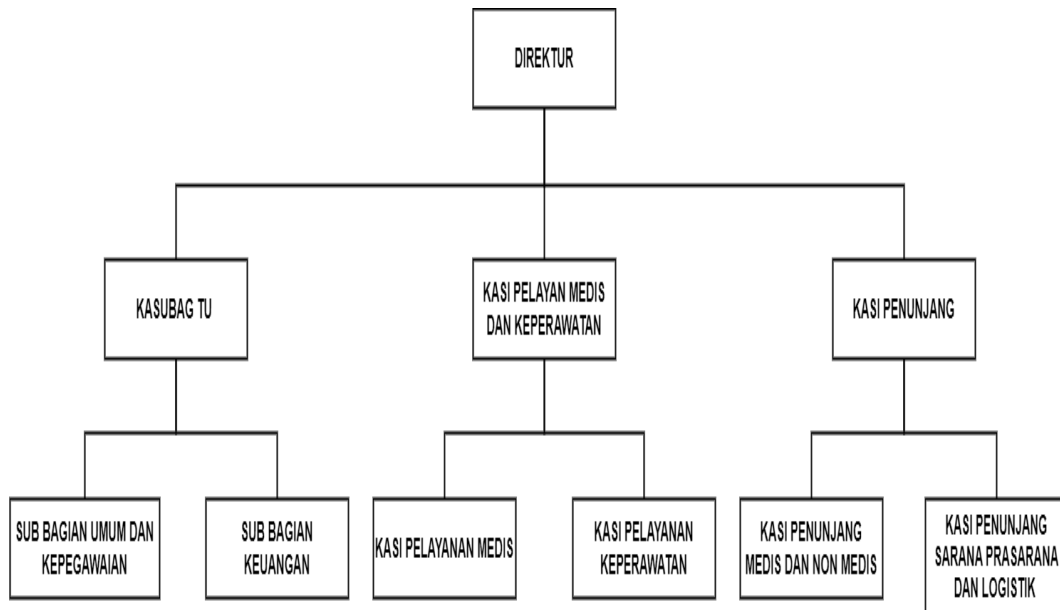 DIREKTUR
KASUBAG TU
KASI PELAYAN MEDIS
DAN KEPERAWATAN
KASI PENUNJANG
SUB BAGIAN UMUM DAN
KEPEGAWAIAN
SUB BAGIAN
KEUANGAN
KASI PELAYANAN MEDIS
KASI PELAYANAN
KEPERAWATAN
KASI PENUNJANG
MEDIS DAN NON MEDIS
KASI PENUNJANG
SARANA PRASARANA
DAN LOGISTIK